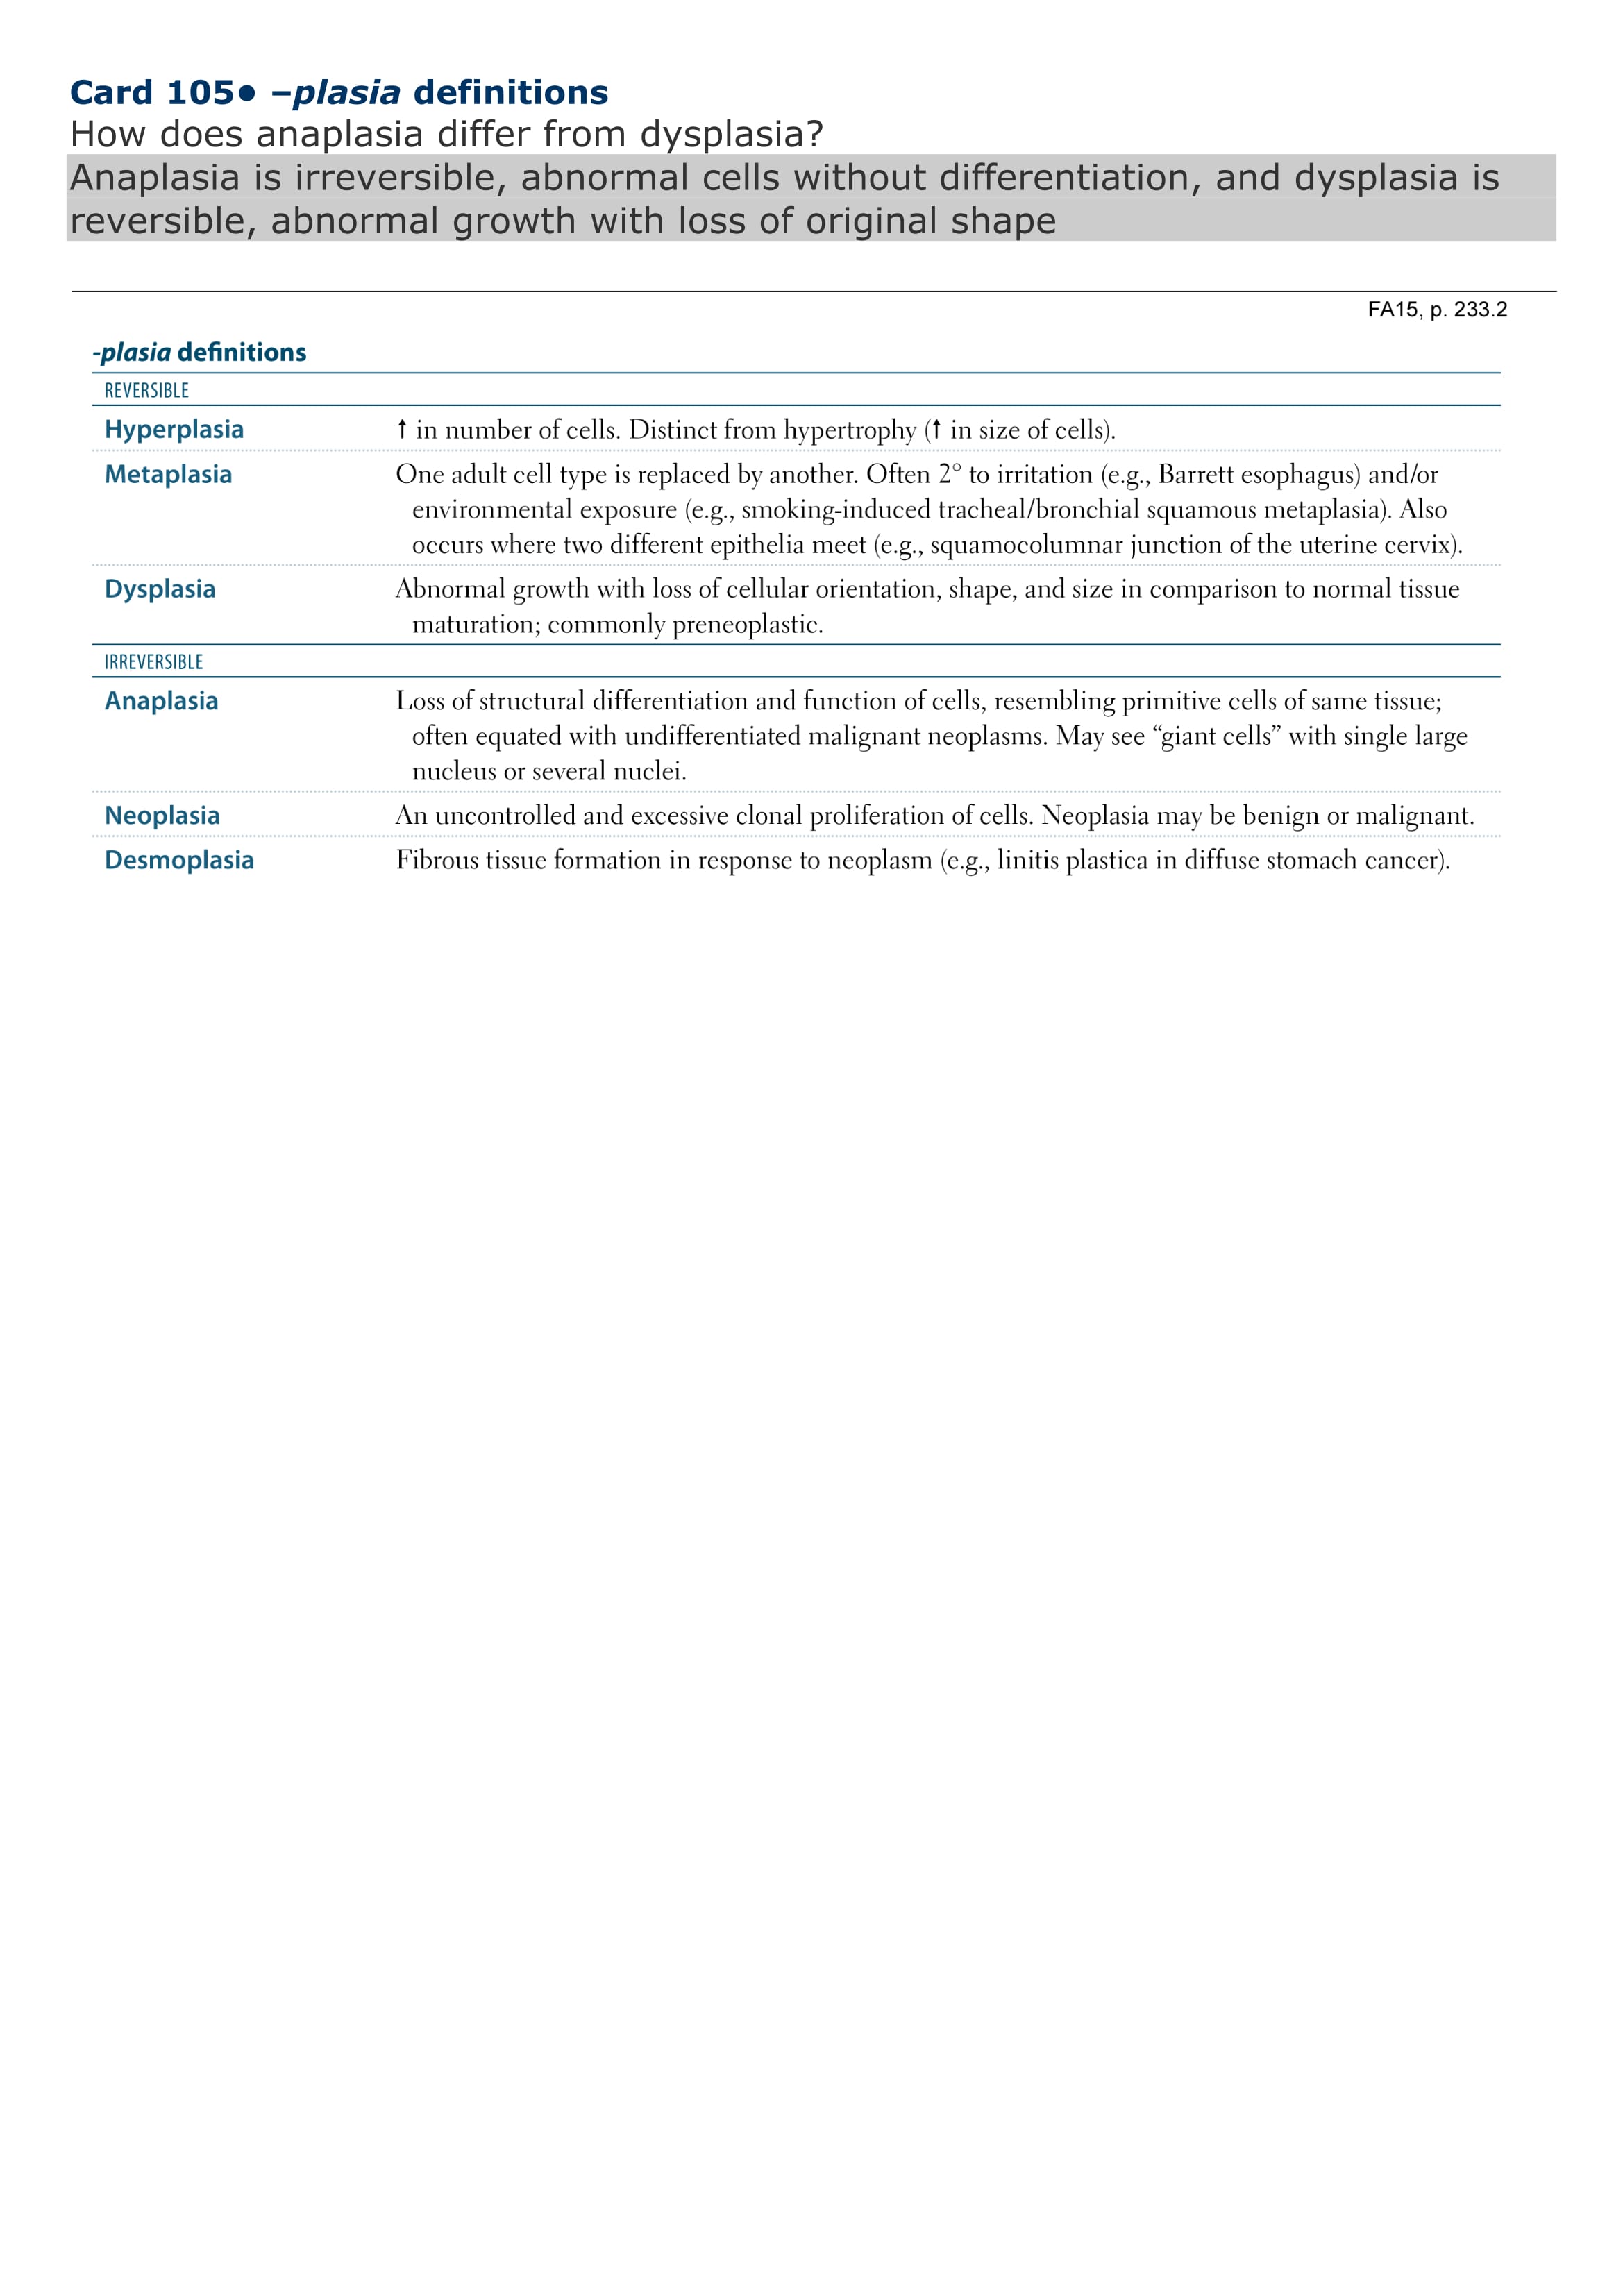 Card 105• –plasia definitions
How does anaplasia differ from dysplasia?
Anaplasia is irreversible, abnormal cells without differentiation, and dysplasia is
reversible, abnormal growth with loss of original shape
FA15, p. 233.2
-plasia definitions
REVERSIBLE
Hyperplasia ↑ in number of cells. Distinct from hypertrophy (↑ in size of cells).
Metaplasia One adult cell type is replaced by another. Often 2° to irritation (e.g., Barrett esophagus) and/or
environmental exposure (e.g., smoking-induced tracheal/bronchial squamous metaplasia). Also
occurs where two different epithelia meet (e.g., squamocolumnar junction of the uterine cervix).
Dysplasia Abnormal growth with loss of cellular orientation, shape, and size in comparison to normal tissue
maturation; commonly preneoplastic.
IRREVERSIBLE
Anaplasia Loss of structural differentiation and function of cells, resembling primitive cells of same tissue;
often equated with undifferentiated malignant neoplasms. May see “giant cells” with single large
nucleus or several nuclei.
Neoplasia An uncontrolled and excessive clonal proliferation of cells. Neoplasia may be benign or malignant.
Desmoplasia Fibrous tissue formation in response to neoplasm (e.g., linitis plastica in diffuse stomach cancer).